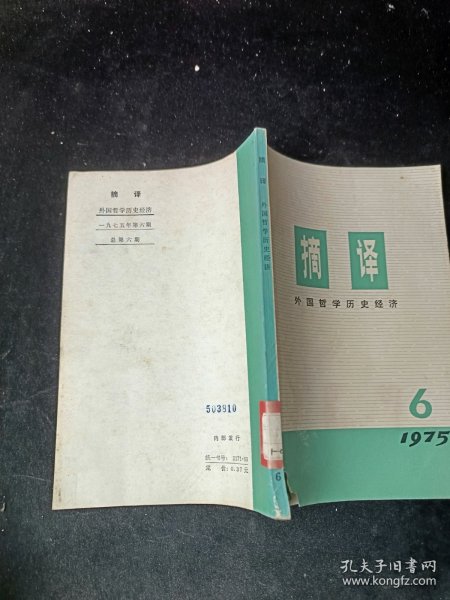 摘译
外国哲学历史经济
一九七五年第六期
总第六期
503810
内部发行
统一书号：2171·55
定价：0.37元
摘译 外国哲学历史经济
6
摘译
外国哲学历史经济
6
1975
孔夫子旧书网
www.kongfz.com